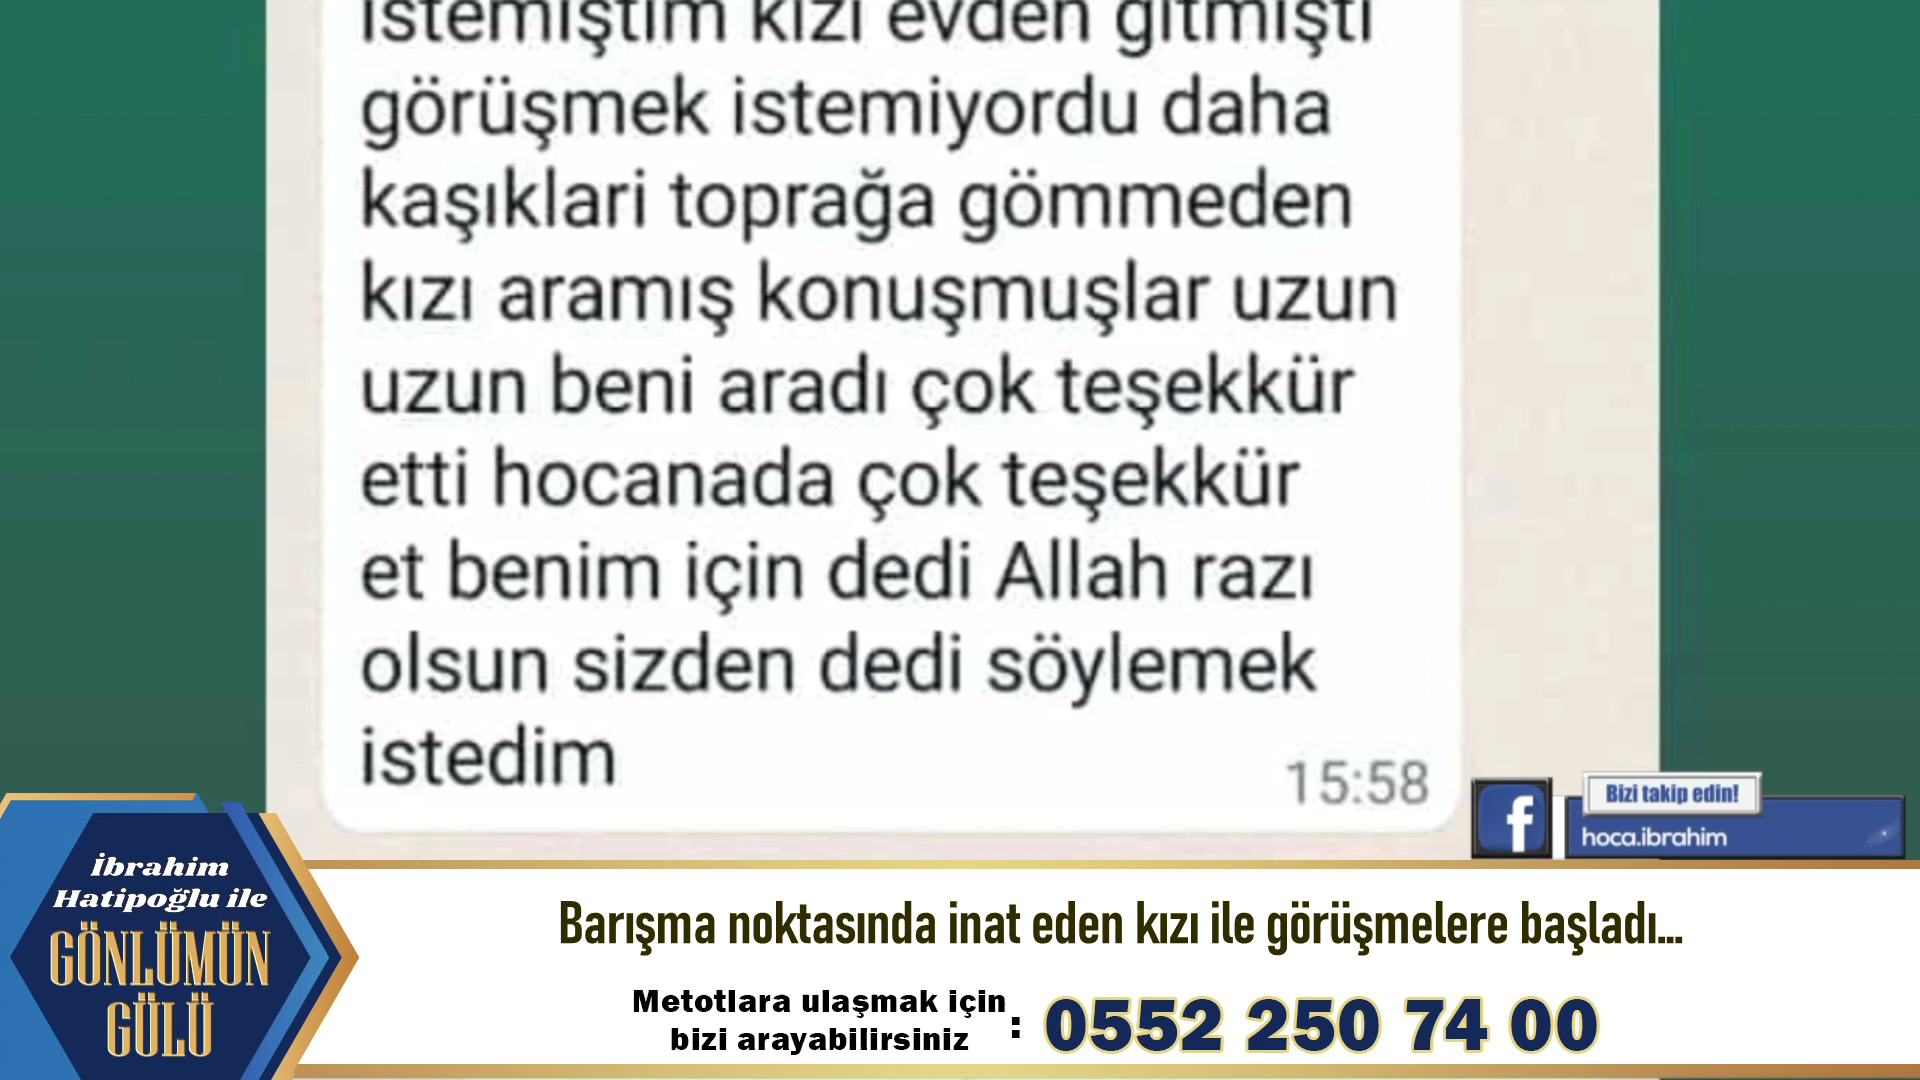 istemiştim kızı evden gitmişti
görüşmek istemiyordu daha
kaşıklari toprağa gömmeden
kızı aramış konuşmuşlar uzun
uzun beni aradı çok teşekkür
etti hocanada çok teşekkür
et benim için dedi Allah razı
olsun sizden dedi söylemek
istedim
15:58
f
Bizi takip edin!
hoca.ibrahim
İbrahim
Hatipoğlu ile
GÖNLÜMÜN
GÜLÜ
Barışma noktasında inat eden kızı ile görüşmelere başladı...
Metotlara ulaşmak için
bizi arayabilirsiniz : 0552 250 74 00